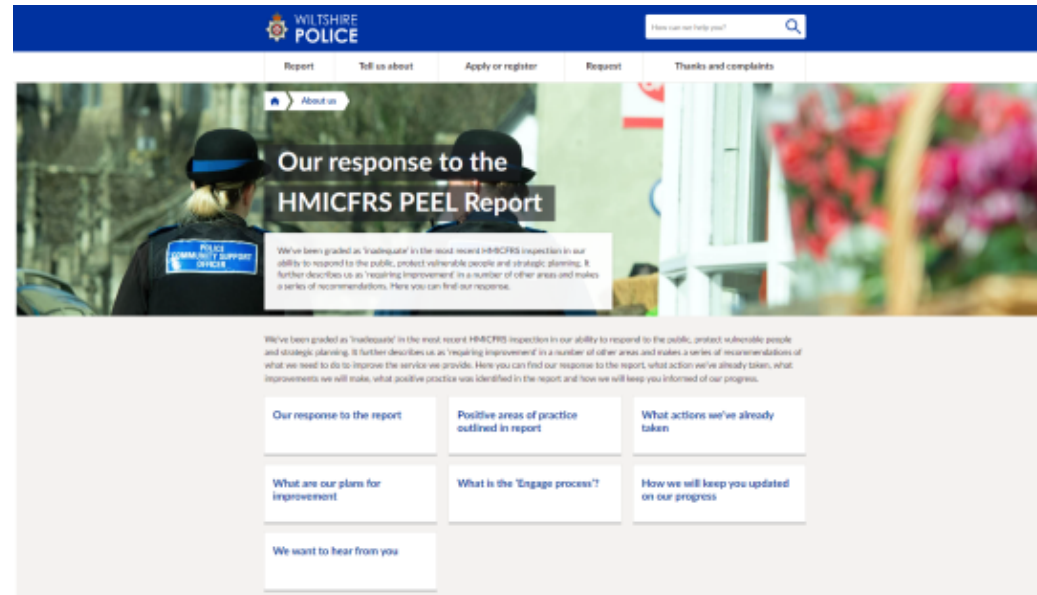 WILTSHIRE
POLICE
How can we help you?
Report Tell us about Apply or register Request Thanks and complaints
About us
Our response to the
HMICFRS PEEL Report
POLICE
COMMUNITY SUPPORT
OFFICER
We've been graded as 'inadequate' in the most recent HMICFRS inspection in our
ability to respond to the public, protect vulnerable people and strategic planning. It
further describes us as 'requiring improvement' in a number of other areas and makes
a series of recommendations. Here you can find our response.
We've been graded as 'inadequate' in the most recent HMICFRS inspection in our ability to respond to the public, protect vulnerable people
and strategic planning. It further describes us as 'requiring improvement' in a number of other areas and makes a series of recommendations of
what we need to do to improve the service we provide. Here you can find our response to the report, what action we've already taken, what
improvements we will make, what positive practice was identified in the report and how we will keep you informed of our progress.
Our response to the report
Positive areas of practice
outlined in report
What actions we've already
taken
What are our plans for
improvement
What is the 'Engage process'?
How we will keep you updated
on our progress
We want to hear from you